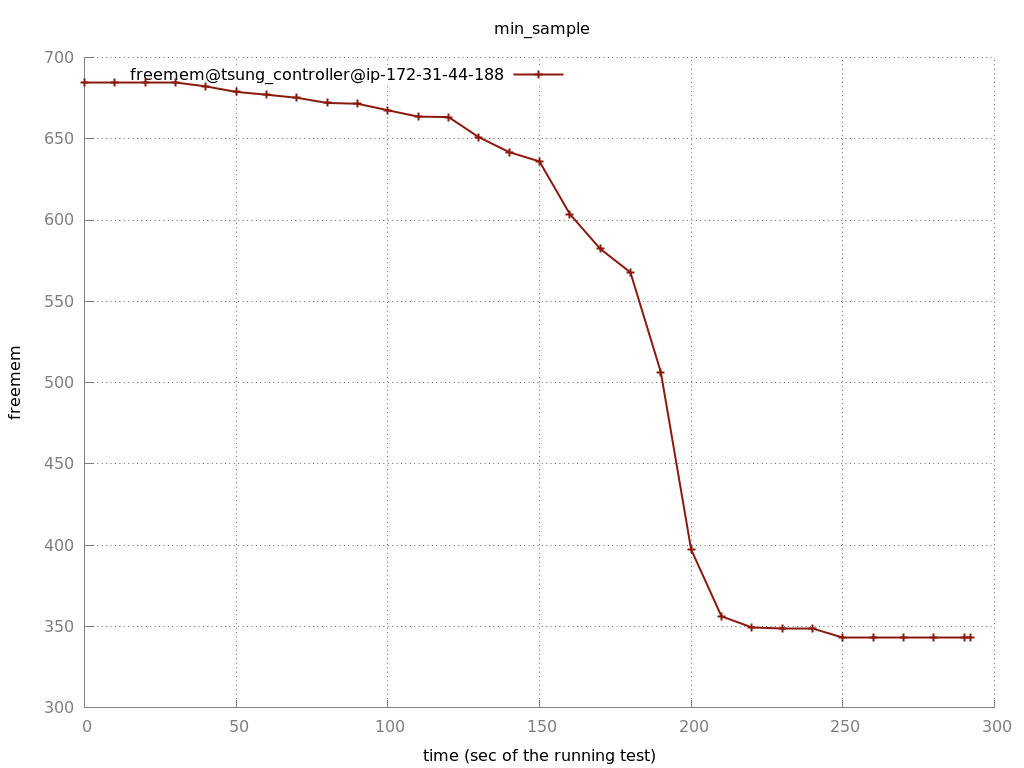 min_sample
freemem@tsung_controller@ip-172-31-44-188
700
650
600
550
500
450
400
350
300
freemem
0 50 100 150 200 250 300
time (sec of the running test)